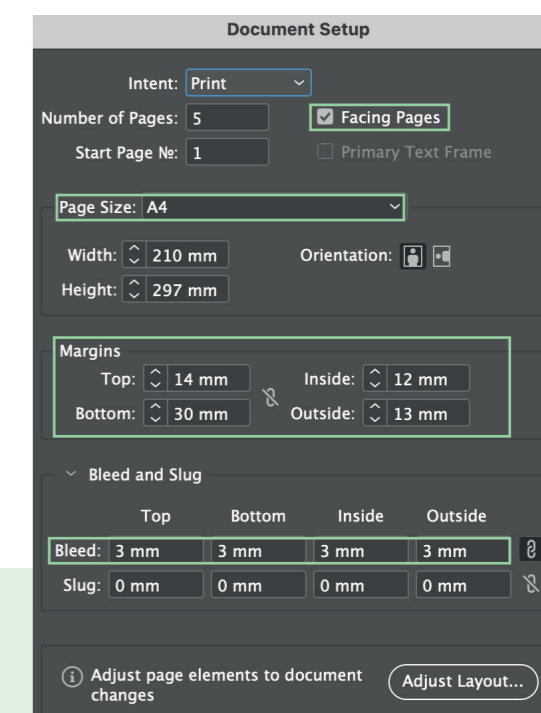 Document Setup
Intent: Print
Number of Pages: 5 Facing Pages
Start Page №: 1 Primary Text Frame
Page Size: A4
Width: 210 mm Orientation:
Height: 297 mm
Margins
Top: 14 mm Inside: 12 mm
Bottom: 30 mm Outside: 13 mm
Bleed and Slug
Top Bottom Inside Outside
Bleed: 3 mm 3 mm 3 mm 3 mm
Slug: 0 mm 0 mm 0 mm 0 mm
Adjust page elements to document Adjust Layout...
changes